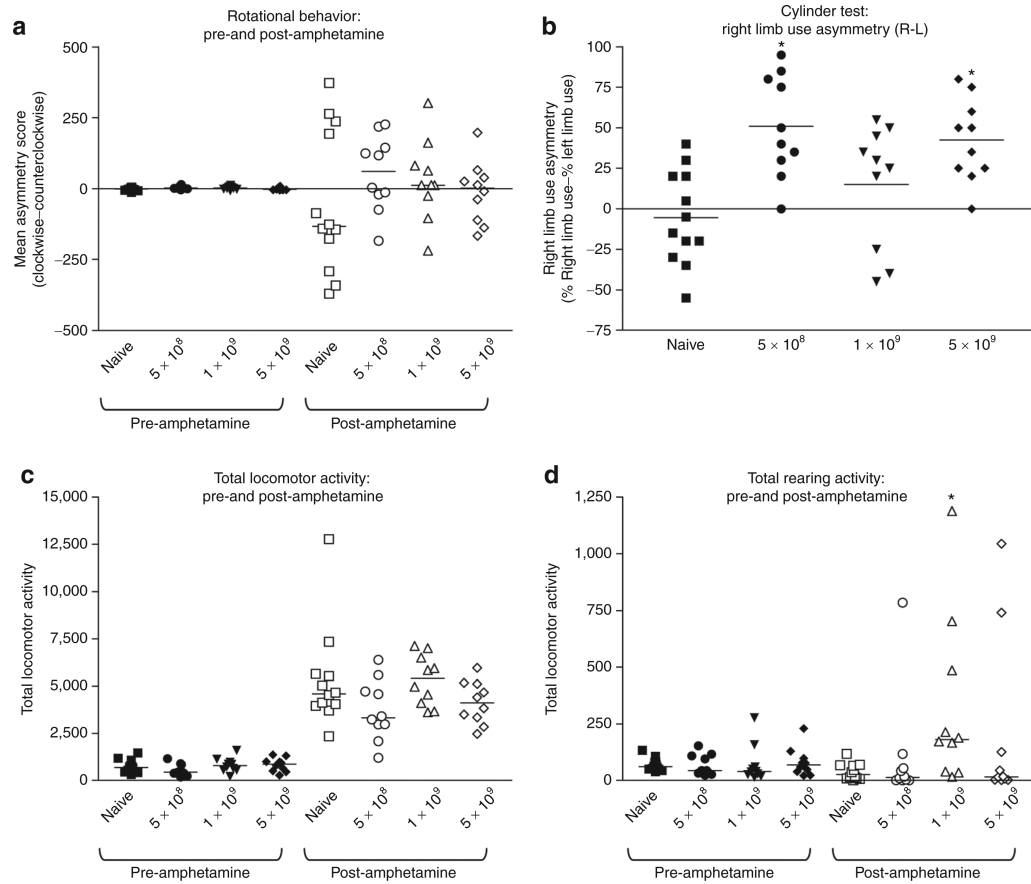 a
Rotational behavior:
pre-and post-amphetamine
Mean asymmetry score
(clockwise–counterclockwise)
500
250
0
–250
–500
Naive
5 × 10⁸
1 × 10⁹
5 × 10⁹
Naive
5 × 10⁸
1 × 10⁹
5 × 10⁹
Pre-amphetamine
Post-amphetamine
b
Cylinder test:
right limb use asymmetry (R-L)
Right limb use asymmetry
(% Right limb use–% left limb use)
100
75
50
25
0
–25
–50
–75
*
*
Naive
5 × 10⁸
1 × 10⁹
5 × 10⁹
c
Total locomotor activity:
pre-and post-amphetamine
Total locomotor activity
15,000
12,500
10,000
7,500
5,000
2,500
0
Naive
5 × 10⁸
1 × 10⁹
5 × 10⁹
Naive
5 × 10⁸
1 × 10⁹
5 × 10⁹
Pre-amphetamine
Post-amphetamine
d
Total rearing activity:
pre-and post-amphetamine
Total locomotor activity
1,250
1,000
750
500
250
0
*
Naive
5 × 10⁸
1 × 10⁹
5 × 10⁹
Naive
5 × 10⁸
1 × 10⁹
5 × 10⁹
Pre-amphetamine
Post-amphetamine